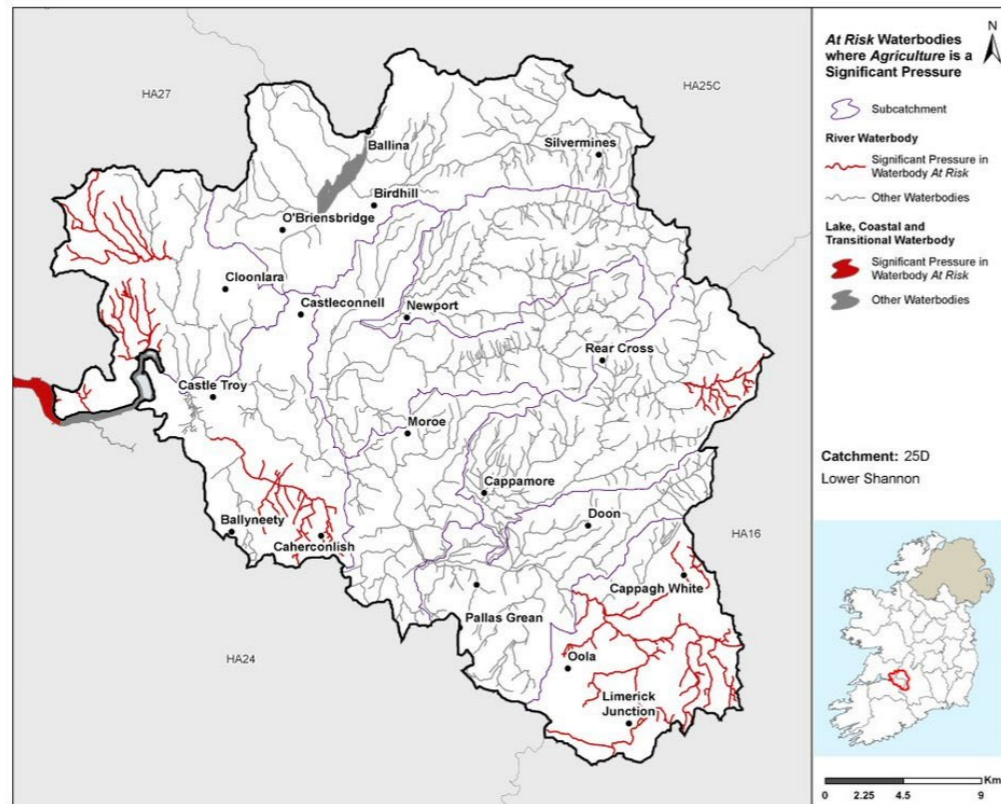 HA27
HA25C
Ballina
Silvermines
Birdhill
O'Briensbridge
Cloonlara
Castleconnell
Newport
Rear Cross
Castle Troy
Moroe
Cappamore
Ballyneety
Doon
Caherconlish
HA16
Cappagh White
Pallas Grean
Oola
HA24
Limerick
Junction
At Risk Waterbodies
where Agriculture is a
Significant Pressure
N
Subcatchment
River Waterbody
Significant Pressure in
Waterbody At Risk
Other Waterbodies
Lake, Coastal and
Transitional Waterbody
Significant Pressure in
Waterbody At Risk
Other Waterbodies
Catchment: 25D
Lower Shannon
Km
0 2.25 4.5 9